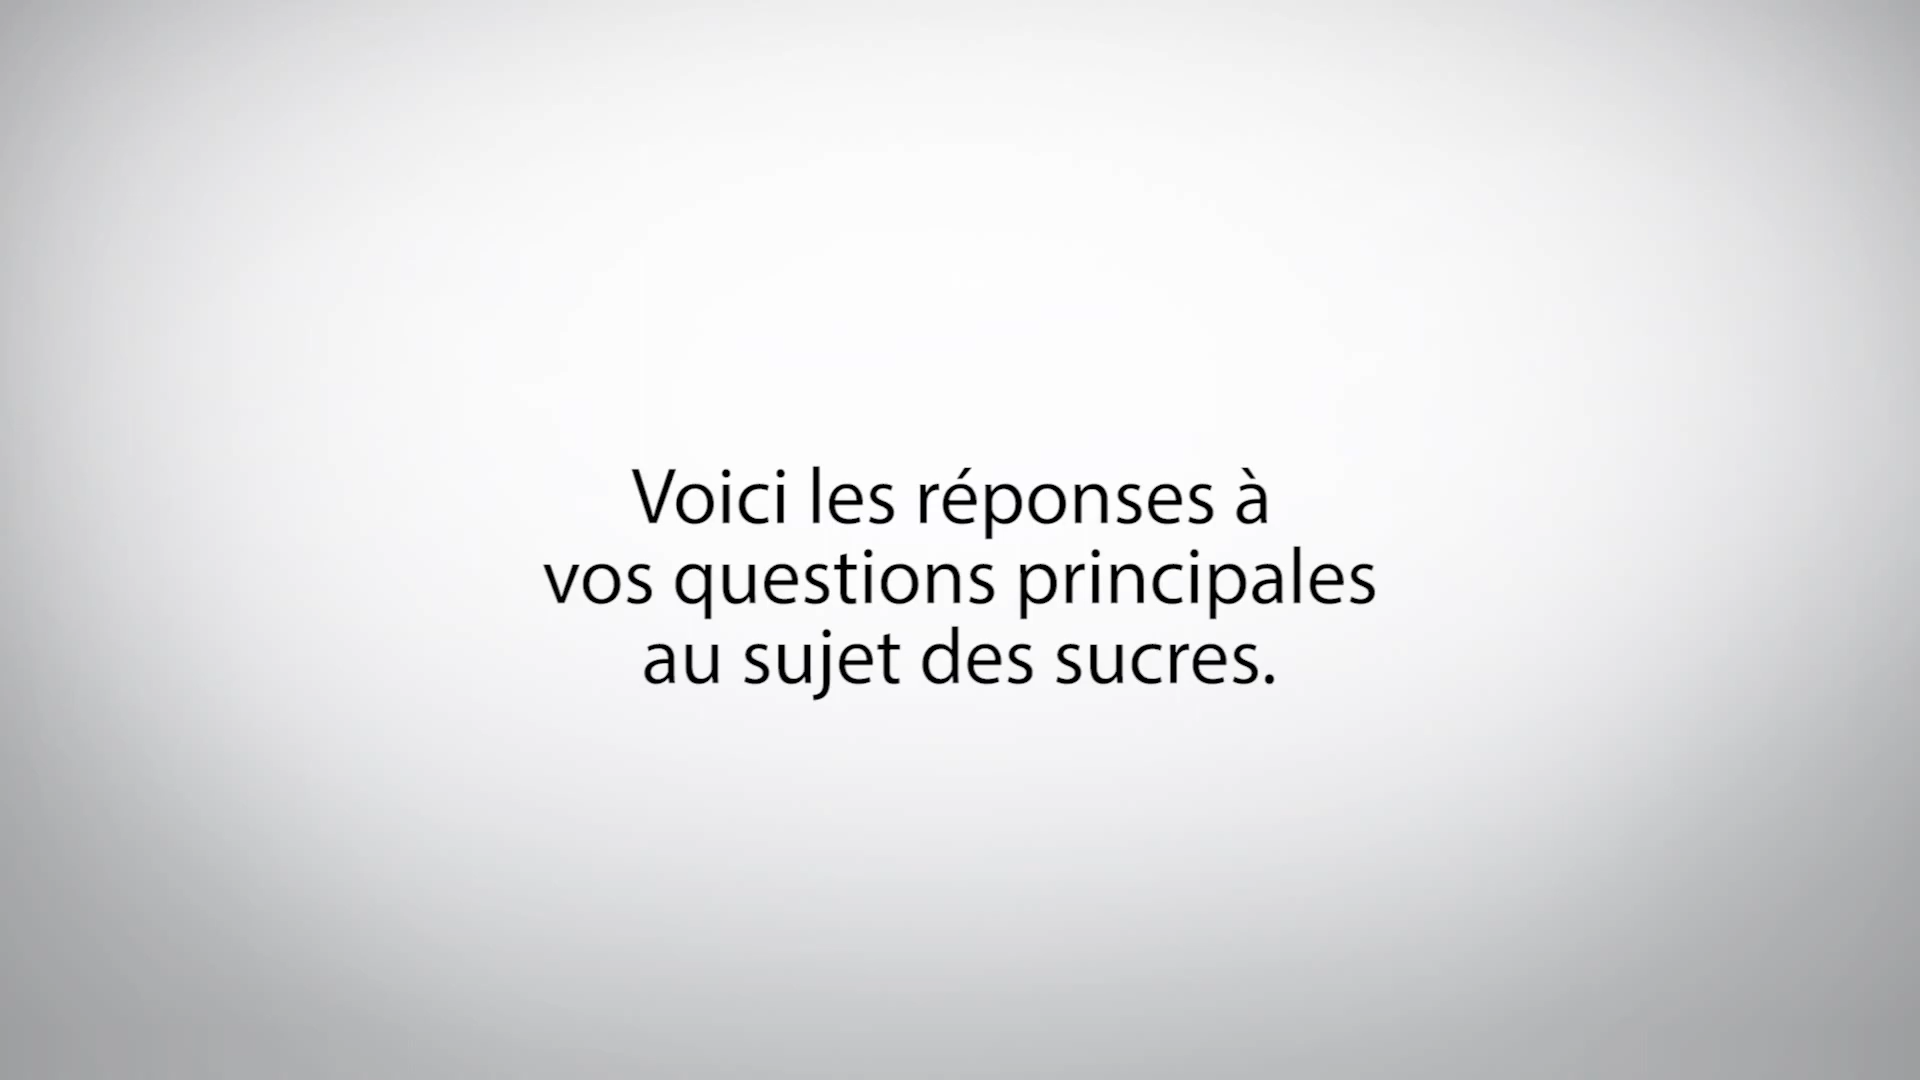 Voici les réponses à
vos questions principales
au sujet des sucres.